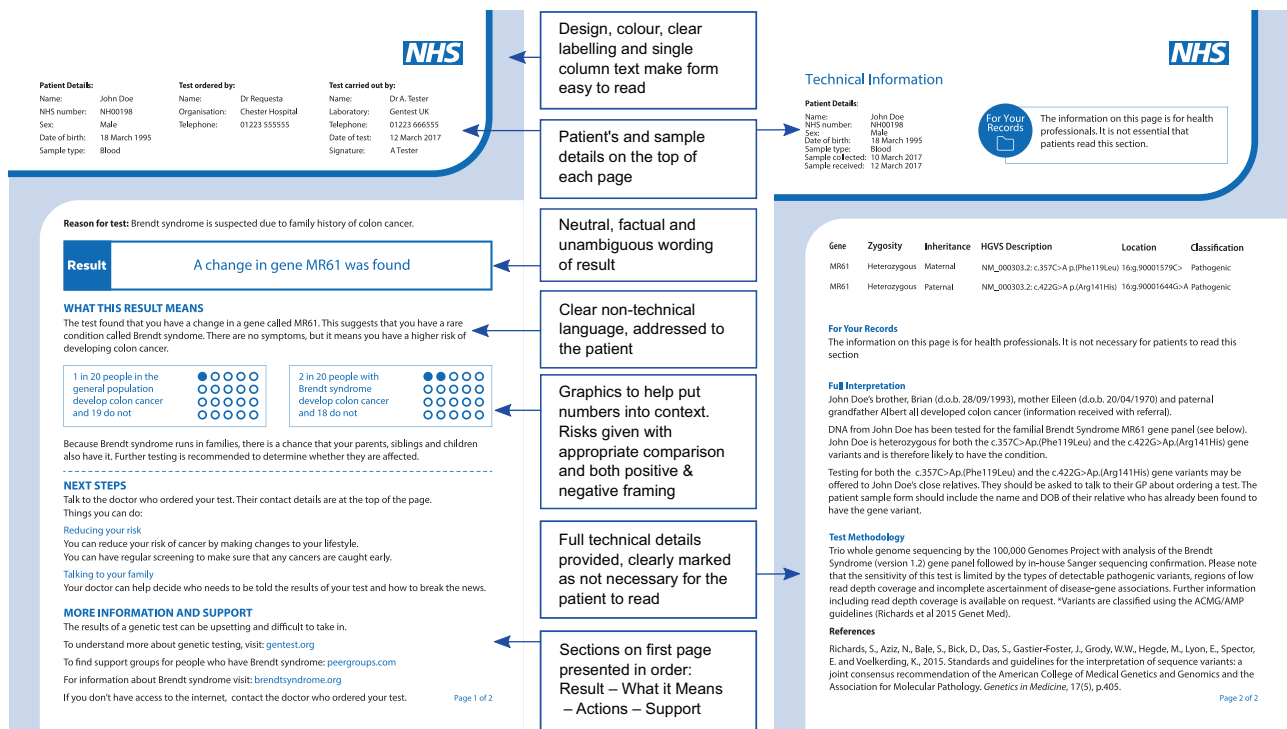 NHS
Patient Details:
Name: John Doe
NHS number: NH00198
Sex: Male
Date of birth: 18 March 1995
Sample type: Blood
Test ordered by:
Name: Dr Requesta
Organisation: Chester Hospital
Telephone: 01223 555555
Test carried out by:
Name: Dr A. Tester
Laboratory: Gentest UK
Telephone: 01223 666555
Date of test: 12 March 2017
Signature: A Tester
Reason for test: Brendt syndrome is suspected due to family history of colon cancer.
Result
A change in gene MR61 was found
WHAT THIS RESULT MEANS
The test found that you have a change in a gene called MR61. This suggests that you have a rare
condition called Brendt syndome. There are no symptoms, but it means you have a higher risk of
developing colon cancer.
1 in 20 people in the
general population
develop colon cancer
and 19 do not
2 in 20 people with
Brendt syndrome
develop colon cancer
and 18 do not
Because Brendt syndrome runs in families, there is a chance that your parents, siblings and children
also have it. Further testing is recommended to determine whether they are affected.
NEXT STEPS
Talk to the doctor who ordered your test. Their contact details are at the top of the page.
Things you can do:
Reducing your risk
You can reduce your risk of cancer by making changes to your lifestyle.
You can have regular screening to make sure that any cancers are caught early.
Talking to your family
Your doctor can help decide who needs to be told the results of your test and how to break the news.
MORE INFORMATION AND SUPPORT
The results of a genetic test can be upsetting and difficult to take in.
To understand more about genetic testing, visit: gentest.org
To find support groups for people who have Brendt syndrome: peergroups.com
For information about Brendt syndrome visit: brendtsyndrome.org
If you don't have access to the internet, contact the doctor who ordered your test.
Page 1 of 2
Design, colour, clear
labelling and single
column text make form
easy to read
Patient's and sample
details on the top of
each page
Neutral, factual and
unambiguous wording
of result
Clear non-technical
language, addressed to
the patient
Graphics to help put
numbers into context.
Risks given with
appropriate comparison
and both positive &
negative framing
Full technical details
provided, clearly marked
as not necessary for the
patient to read
Sections on first page
presented in order:
Result – What it Means
– Actions – Support
NHS
Technical Information
Patient Details:
Name: John Doe
NHS number: NH00198
Sex: Male
Date of birth: 18 March 1995
Sample type: Blood
Sample collected: 10 March 2017
Sample received: 12 March 2017
For Your
Records
The information on this page is for health
professionals. It is not essential that
patients read this section.
Gene Zygosity Inheritance HGVS Description Location Classification
MR61 Heterozygous Maternal NM_000303.2: c.357C>A p.(Phe119Leu) 16:g.90001579C> Pathogenic
MR61 Heterozygous Paternal NM_000303.2: c.422G>A p.(Arg141His) 16:g.90001644G>A Pathogenic
For Your Records
The information on this page is for health professionals. It is not necessary for patients to read this
section
Full Interpretation
John Doe's brother, Brian (d.o.b. 28/09/1993), mother Eileen (d.o.b. 20/04/1970) and paternal
grandfather Albert all developed colon cancer (information received with referral).
DNA from John Doe has been tested for the familial Brendt Syndrome MR61 gene panel (see below).
John Doe is heterozygous for both the c.357C>Ap.(Phe119Leu) and the c.422G>Ap.(Arg141His) gene
variants and is therefore likely to have the condition.
Testing for both the c.357C>Ap.(Phe119Leu) and the c.422G>Ap.(Arg141His) gene variants may be
offered to John Doe's close relatives. They should be asked to talk to their GP about ordering a test. The
patient sample form should include the name and DOB of their relative who has already been found to
have the gene variant.
Test Methodology
Trio whole genome sequencing by the 100,000 Genomes Project with analysis of the Brendt
Syndrome (version 1.2) gene panel followed by in-house Sanger sequencing confirmation. Please note
that the sensitivity of this test is limited by the types of detectable pathogenic variants, regions of low
read depth coverage and incomplete ascertainment of disease-gene associations. Further information
including read depth coverage is available on request. *Variants are classified using the ACMG/AMP
guidelines (Richards et al 2015 Genet Med).
References
Richards, S., Aziz, N., Bale, S., Bick, D., Das, S., Gastier-Foster, J., Grody, W.W., Hegde, M., Lyon, E., Spector,
E. and Voelkerding, K., 2015. Standards and guidelines for the interpretation of sequence variants: a
joint consensus recommendation of the American College of Medical Genetics and Genomics and the
Association for Molecular Pathology. Genetics in Medicine, 17(5), p.405.
Page 2 of 2